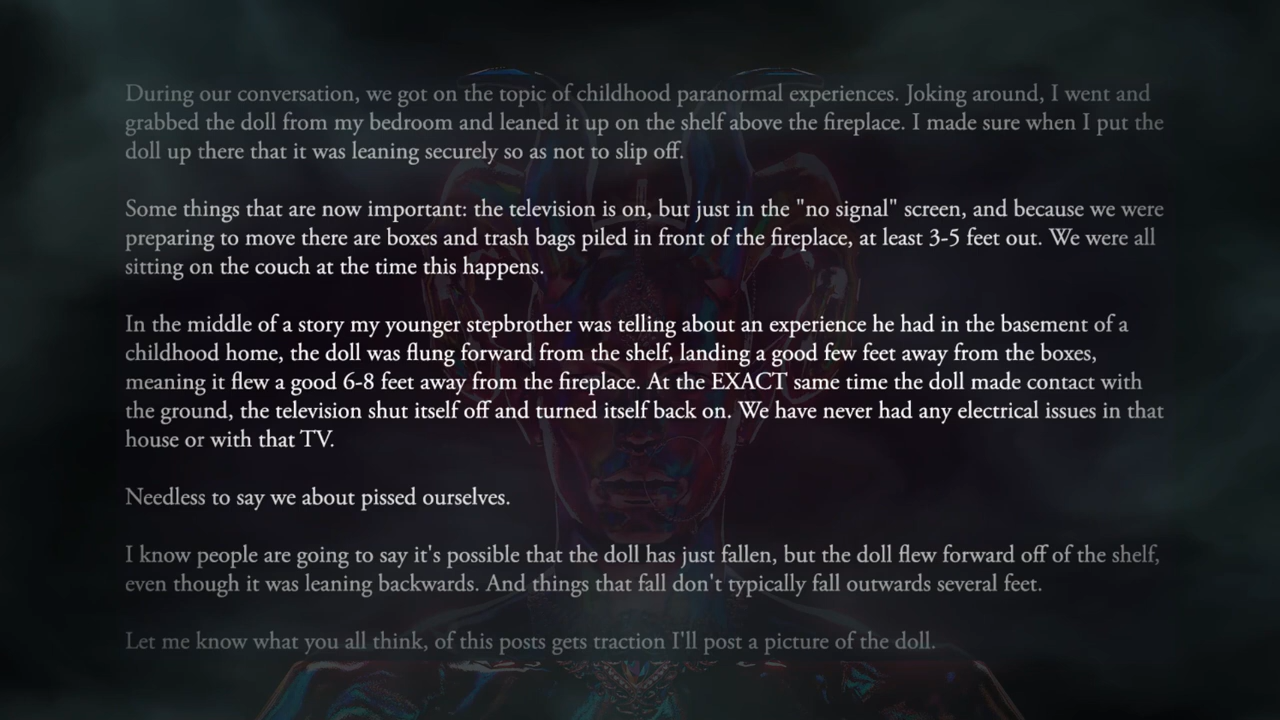 During our conversation, we got on the topic of childhood paranormal experiences. Joking around, I went and
grabbed the doll from my bedroom and leaned it up on the shelf above the fireplace. I made sure when I put the
doll up there that it was leaning securely so as not to slip off.
Some things that are now important: the television is on, but just in the "no signal" screen, and because we were
preparing to move there are boxes and trash bags piled in front of the fireplace, at least 3-5 feet out. We were all
sitting on the couch at the time this happens.
In the middle of a story my younger stepbrother was telling about an experience he had in the basement of a
childhood home, the doll was flung forward from the shelf, landing a good few feet away from the boxes,
meaning it flew a good 6-8 feet away from the fireplace. At the EXACT same time the doll made contact with
the ground, the television shut itself off and turned itself back on. We have never had any electrical issues in that
house or with that TV.
Needless to say we about pissed ourselves.
I know people are going to say it's possible that the doll has just fallen, but the doll flew forward off of the shelf,
even though it was leaning backwards. And things that fall don't typically fall outwards several feet.
Let me know what you all think, of this posts gets traction I'll post a picture of the doll.